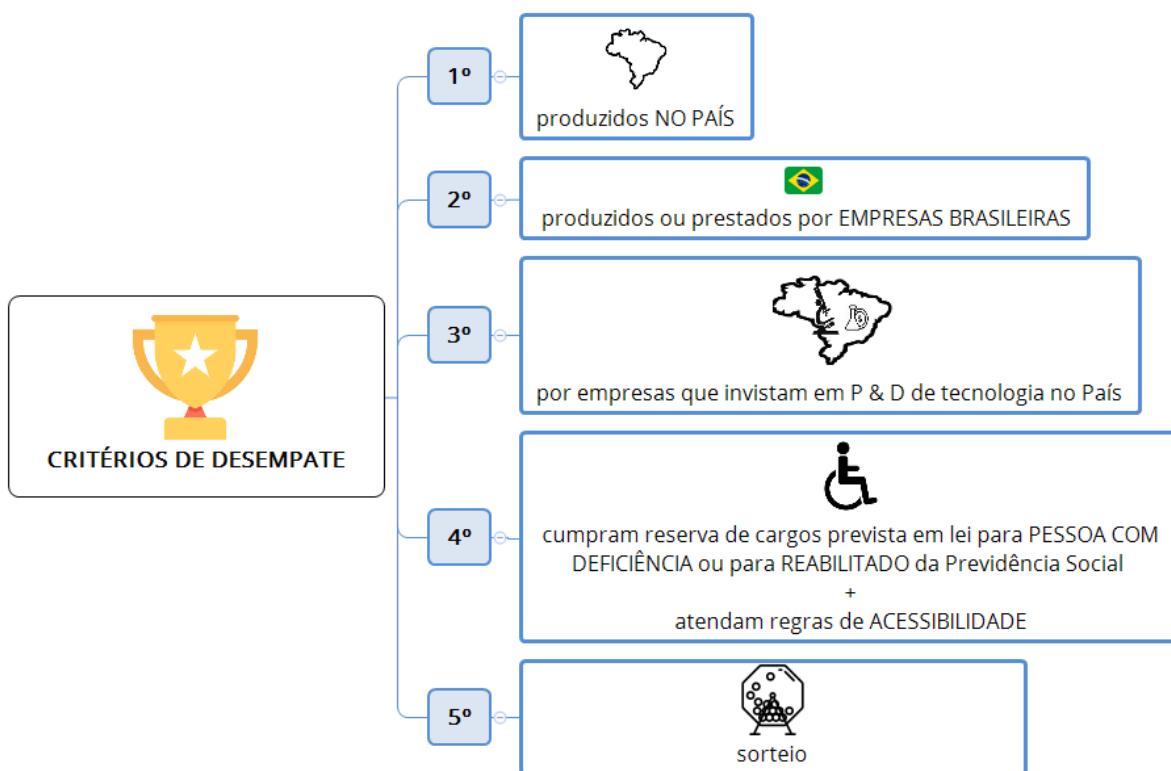 1º
produzidos NO PAÍS
2º
produzidos ou prestados por EMPRESAS BRASILEIRAS
3º
por empresas que invistam em P & D de tecnologia no País
CRITÉRIOS DE DESEMPATE
4º
cumpram reserva de cargos prevista em lei para PESSOA COM
DEFICIÊNCIA ou para REABILITADO da Previdência Social
+
atendam regras de ACESSIBILIDADE
5º
sorteio